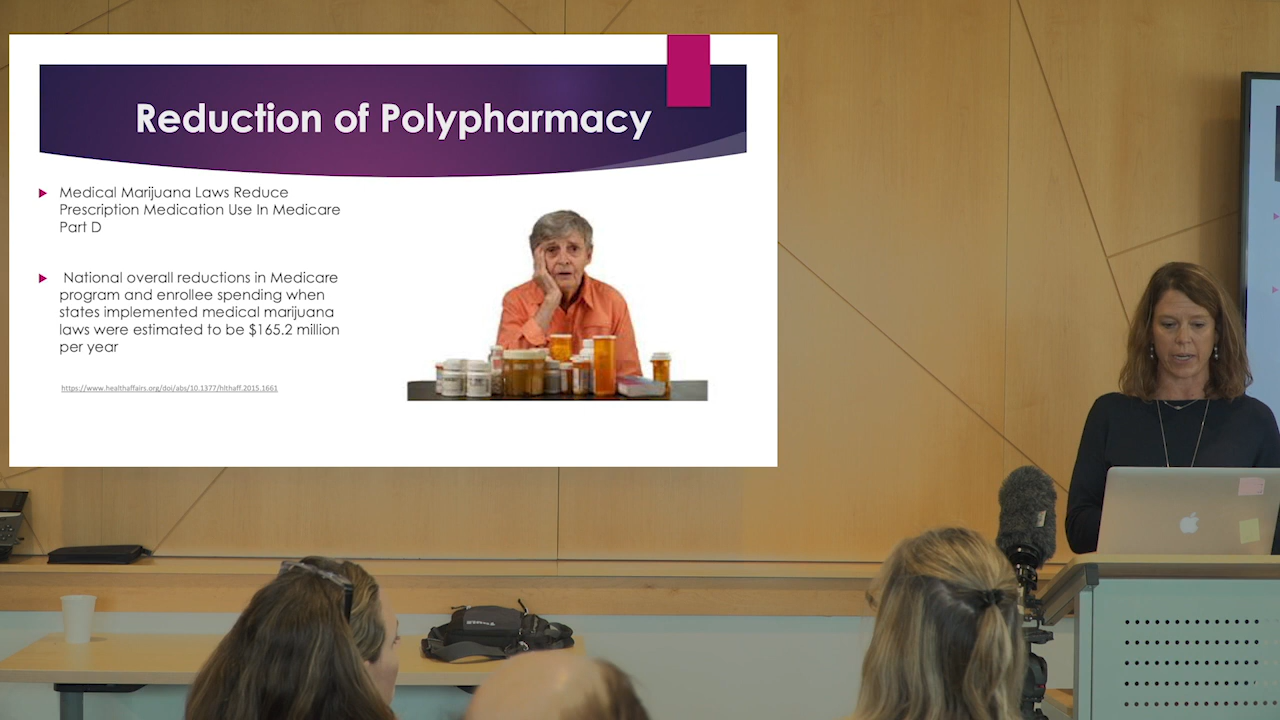 Reduction of Polypharmacy
Medical Marijuana Laws Reduce
Prescription Medication Use In Medicare
Part D
National overall reductions in Medicare
program and enrollee spending when
states implemented medical marijuana
laws were estimated to be $165.2 million
per year
https://www.healthaffairs.org/doi/abs/10.1377/hlthaff.2015.1661